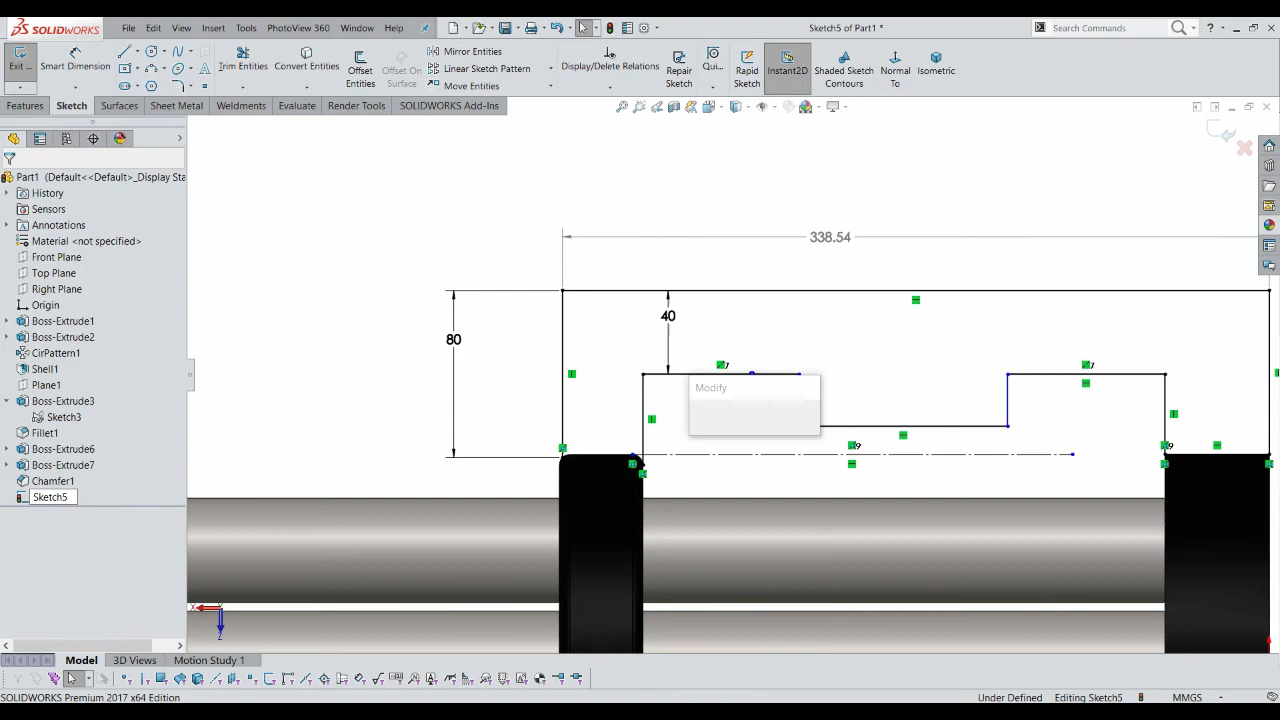 SOLIDWORKS
File
Edit
View
Insert
Tools
PhotoView 360
Window
Help
Sketch5 of Part1 *
Search Commands
?
Exit ...
Smart Dimension
Trim Entities
Convert Entities
Offset
Entities
Offset On
Surface
Mirror Entities
Linear Sketch Pattern
Move Entities
Display/Delete Relations
Repair
Sketch
Qui...
Rapid
Sketch
Instant2D
Shaded Sketch
Contours
Normal
To
Isometric
Features
Sketch
Surfaces
Sheet Metal
Weldments
Evaluate
Render Tools
SOLIDWORKS Add-Ins
Part1 (Default<<Default>_Display Sta
History
Sensors
Annotations
Material <not specified>
Front Plane
Top Plane
Right Plane
Origin
Boss-Extrude1
Boss-Extrude2
CirPattern1
Shell1
Plane1
Boss-Extrude3
Sketch3
Fillet1
Boss-Extrude6
Boss-Extrude7
Chamfer1
Sketch5
338.54
80
40
Modify
Model
3D Views
Motion Study 1
SOLIDWORKS Premium 2017 x64 Edition
Under Defined
Editing Sketch5
MMGS